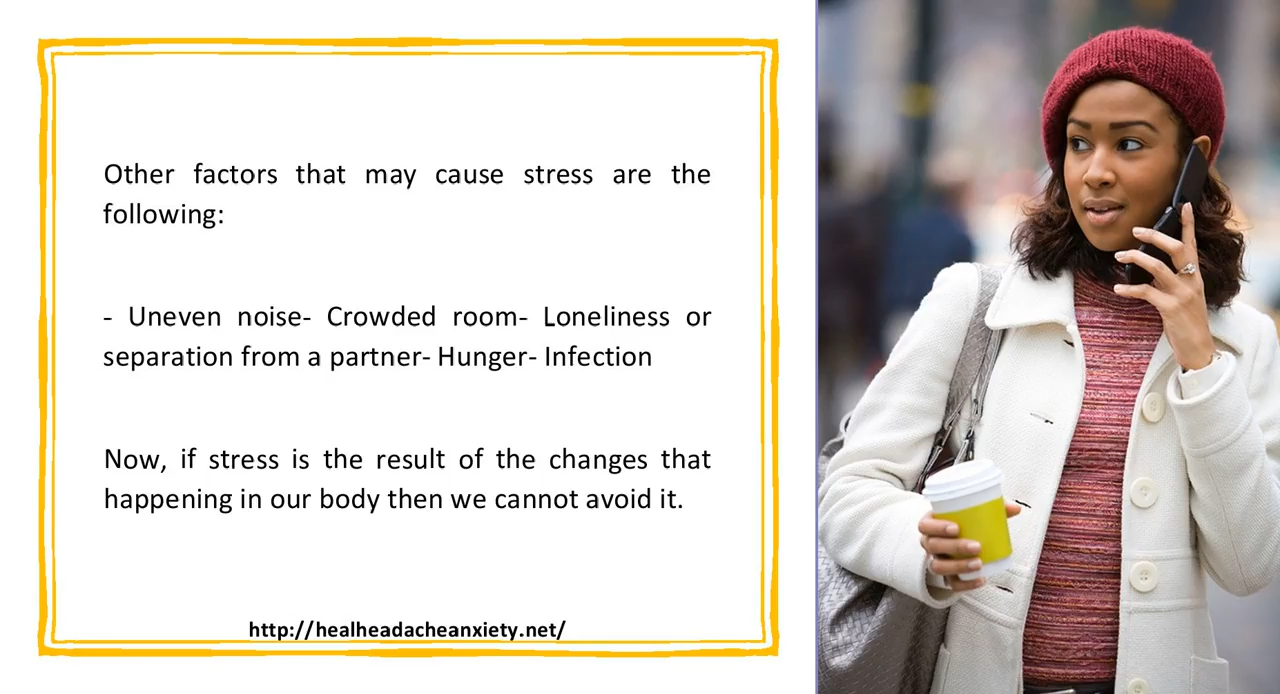 Other factors that may cause stress are the
following:
- Uneven noise- Crowded room- Loneliness or
separation from a partner- Hunger- Infection
Now, if stress is the result of the changes that
happening in our body then we cannot avoid it.
http://healheadacheanxiety.net/